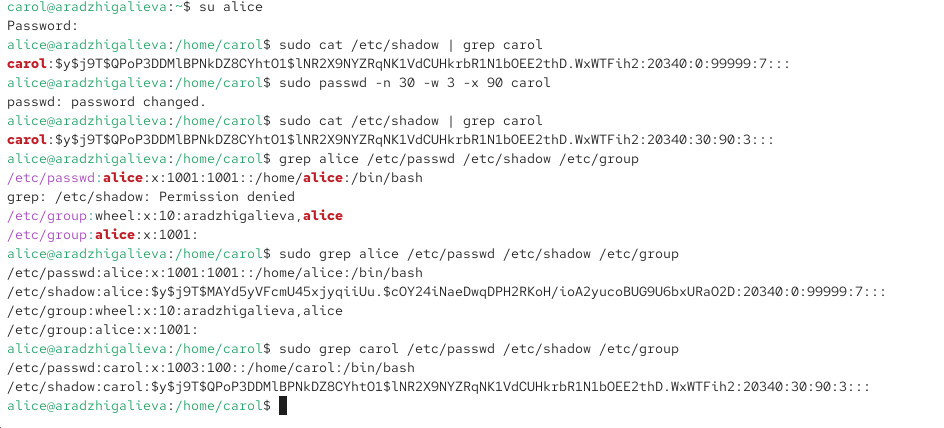 carol@aradzhigalieva:~$ su alice
Password:
alice@aradzhigalieva:/home/carol$ sudo cat /etc/shadow | grep carol
carol:$y$j9T$QPoP3DDMlBPNkDZ8CYhtO1$lNR2X9NYZRqNK1VdCUHkrbR1N1bOEE2thD.WxWTFih2:20340:0:99999:7:::
alice@aradzhigalieva:/home/carol$ sudo passwd -n 30 -w 3 -x 90 carol
passwd: password changed.
alice@aradzhigalieva:/home/carol$ sudo cat /etc/shadow | grep carol
carol:$y$j9T$QPoP3DDMlBPNkDZ8CYhtO1$lNR2X9NYZRqNK1VdCUHkrbR1N1bOEE2thD.WxWTFih2:20340:30:90:3:::
alice@aradzhigalieva:/home/carol$ grep alice /etc/passwd /etc/shadow /etc/group
/etc/passwd:alice:x:1001:1001::/home/alice:/bin/bash
grep: /etc/shadow: Permission denied
/etc/group:wheel:x:10:aradzhigalieva,alice
/etc/group:alice:x:1001:
alice@aradzhigalieva:/home/carol$ sudo grep alice /etc/passwd /etc/shadow /etc/group
/etc/passwd:alice:x:1001:1001::/home/alice:/bin/bash
/etc/shadow:alice:$y$j9T$MAYd5yVFcmU45xjyqiiUu.$cOY24iNaeDwqDPH2RKoH/ioA2yucoBUG9U6bxURaO2D:20340:0:99999:7:::
/etc/group:wheel:x:10:aradzhigalieva,alice
/etc/group:alice:x:1001:
alice@aradzhigalieva:/home/carol$ sudo grep carol /etc/passwd /etc/shadow /etc/group
/etc/passwd:carol:x:1003:100::/home/carol:/bin/bash
/etc/shadow:carol:$y$j9T$QPoP3DDMlBPNkDZ8CYhtO1$lNR2X9NYZRqNK1VdCUHkrbR1N1bOEE2thD.WxWTFih2:20340:30:90:3:::
alice@aradzhigalieva:/home/carol$